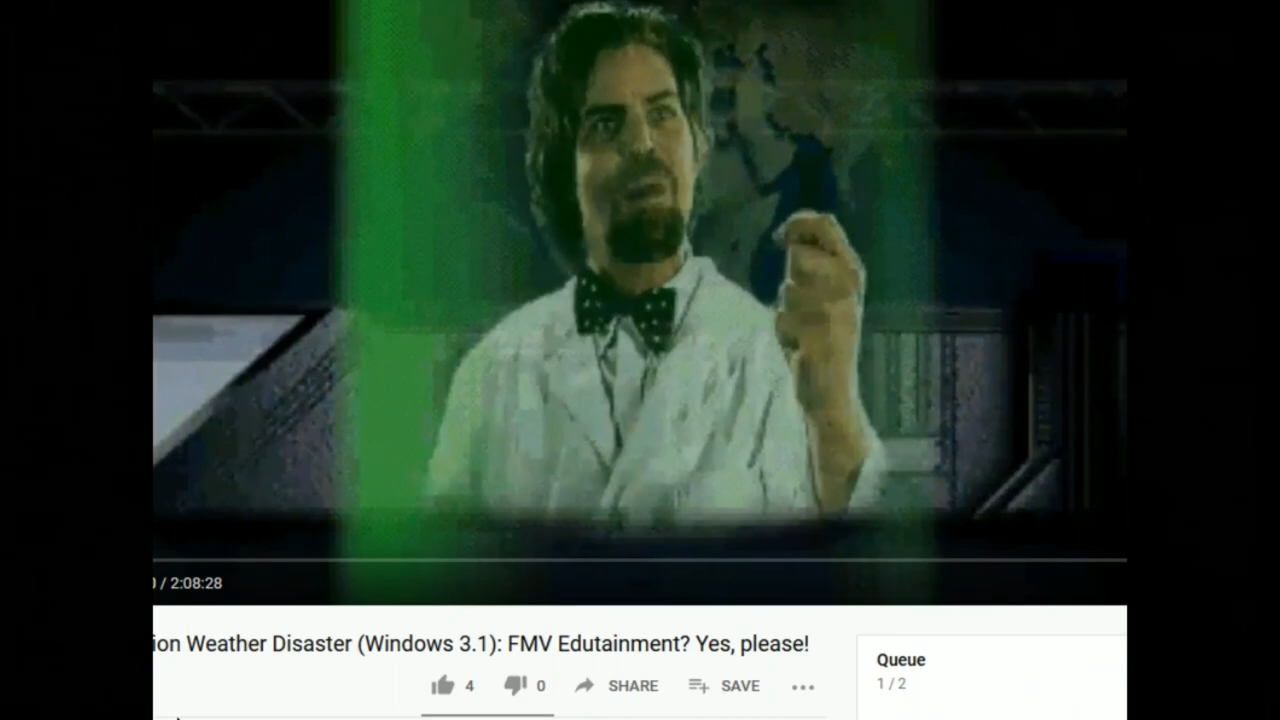 / 2:08:28
ion Weather Disaster (Windows 3.1): FMV Edutainment? Yes, please!
4 0 SHARE SAVE
Queue
1 / 2